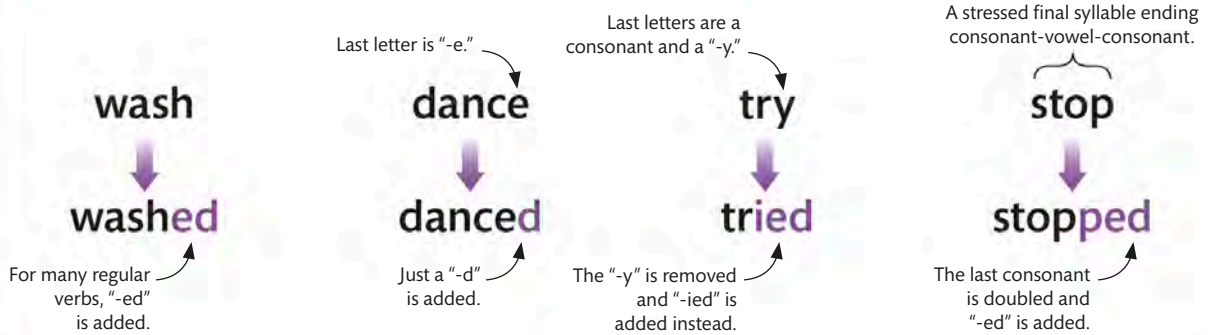 wash
washed
For many regular
verbs, "-ed"
is added.
Last letter is "-e."
dance
danced
Just a "-d"
is added.
Last letters are a
consonant and a "-y."
try
tried
The "-y" is removed
and "-ied" is
added instead.
A stressed final syllable ending
consonant-vowel-consonant.
stop
stopped
The last consonant
is doubled and
"-ed" is added.